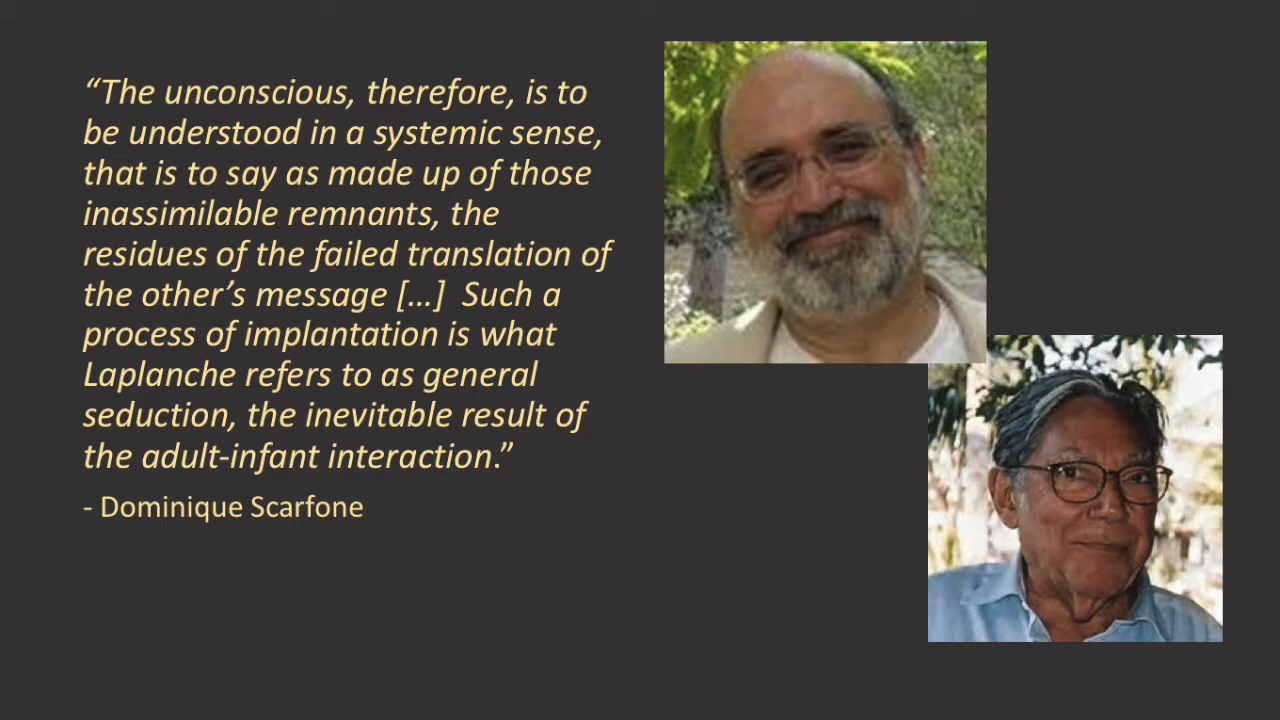 “The unconscious, therefore, is to
be understood in a systemic sense,
that is to say as made up of those
inassimilable remnants, the
residues of the failed translation of
the other’s message […]  Such a
process of implantation is what
Laplanche refers to as general
seduction, the inevitable result of
the adult-infant interaction.”
- Dominique Scarfone